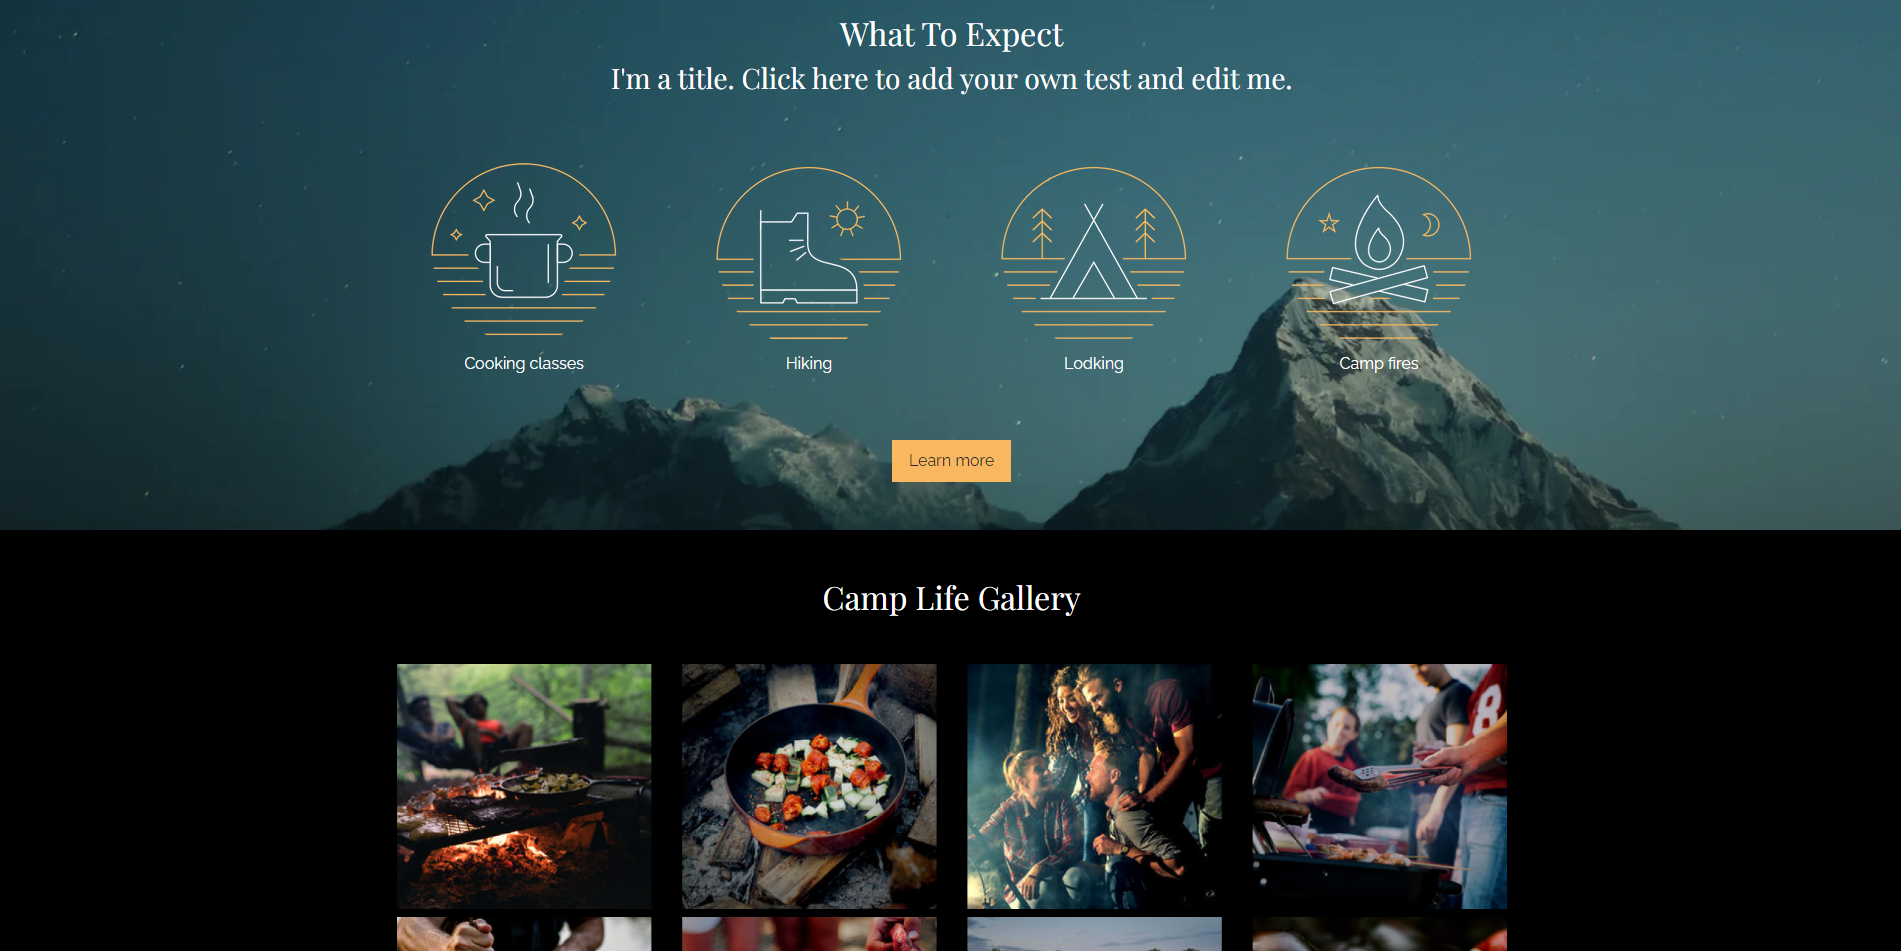 What To Expect
I'm a title. Click here to add your own test and edit me.
Cooking classes
Hiking
Lodking
Camp fires
Learn more
Camp Life Gallery
8